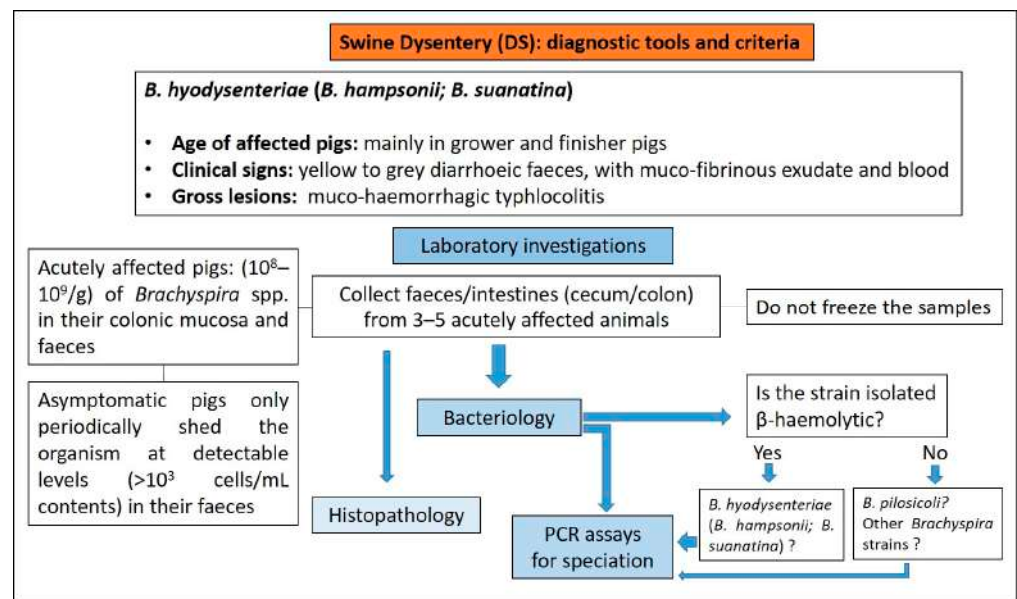 Swine Dysentery (DS): diagnostic tools and criteria
B. hyodysenteriae (B. hampsonii; B. suanatina)
• Age of affected pigs: mainly in grower and finisher pigs
• Clinical signs: yellow to grey diarrhoeic faeces, with muco-fibrinous exudate and blood
• Gross lesions: muco-haemorrhagic typhlocolitis
Laboratory investigations
Acutely affected pigs: (10⁸–
10⁹/g) of Brachyspira spp.
in their colonic mucosa and
faeces
Collect faeces/intestines (cecum/colon)
from 3–5 acutely affected animals
Do not freeze the samples
Asymptomatic pigs only
periodically shed the
organism at detectable
levels (>10³ cells/mL
contents) in their faeces
Bacteriology
Is the strain isolated
β-haemolytic?
Yes
No
Histopathology
PCR assays
for speciation
B. hyodysenteriae
(B. hampsonii; B.
suanatina) ?
B. pilosicoli?
Other Brachyspira
strains ?